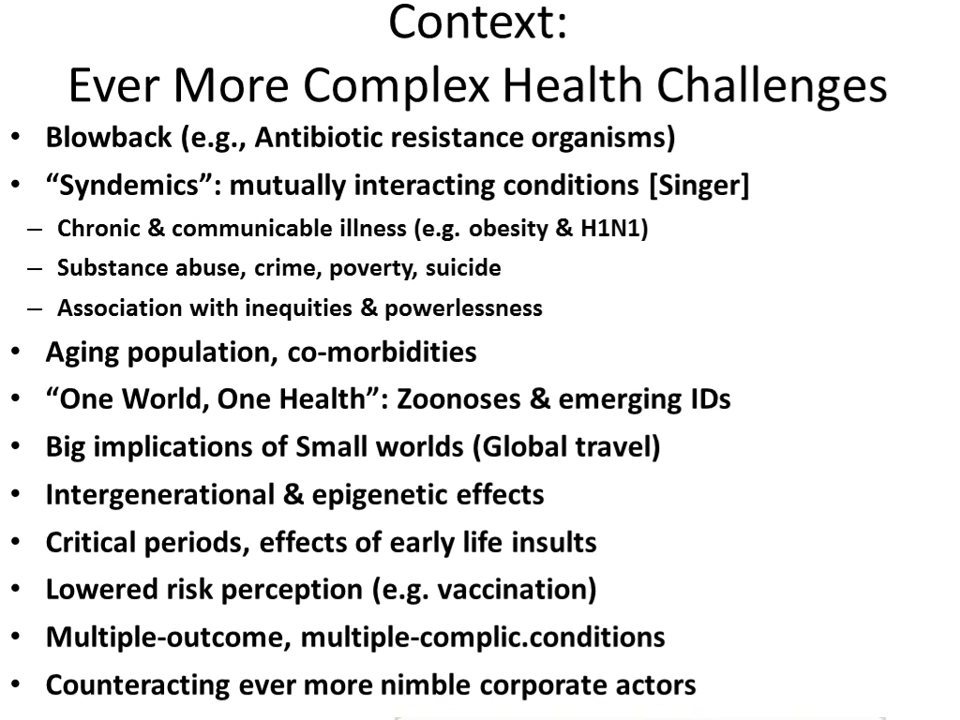 Context:
Ever More Complex Health Challenges
• Blowback (e.g., Antibiotic resistance organisms)
• “Syndemics”: mutually interacting conditions [Singer]
– Chronic & communicable illness (e.g. obesity & H1N1)
– Substance abuse, crime, poverty, suicide
– Association with inequities & powerlessness
• Aging population, co-morbidities
• “One World, One Health”: Zoonoses & emerging IDs
• Big implications of Small worlds (Global travel)
• Intergenerational & epigenetic effects
• Critical periods, effects of early life insults
• Lowered risk perception (e.g. vaccination)
• Multiple-outcome, multiple-complic.conditions
• Counteracting ever more nimble corporate actors